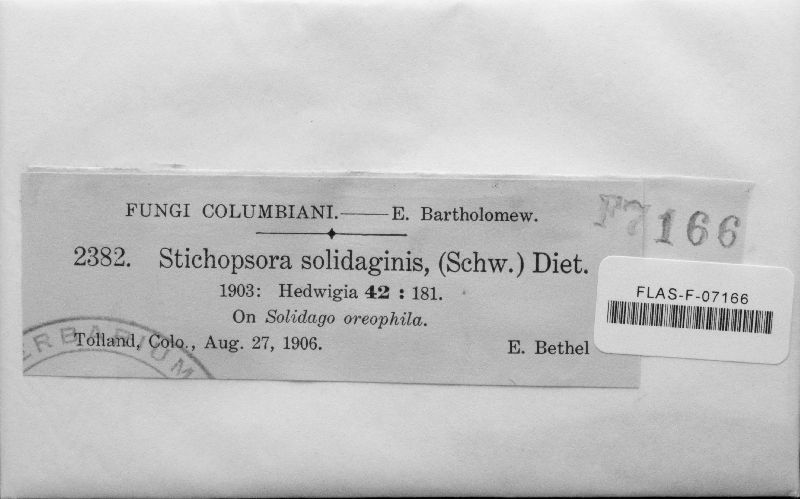 FUNGI COLUMBIANI.——E. Bartholomew.
F7166
2382. Stichopsora solidaginis, (Schw.) Diet.
1903: Hedwigia 42 : 181.
On Solidago oreophila.
Tolland, Colo., Aug. 27, 1906.
E. Bethel
FLAS-F-07166
ERBARIUM